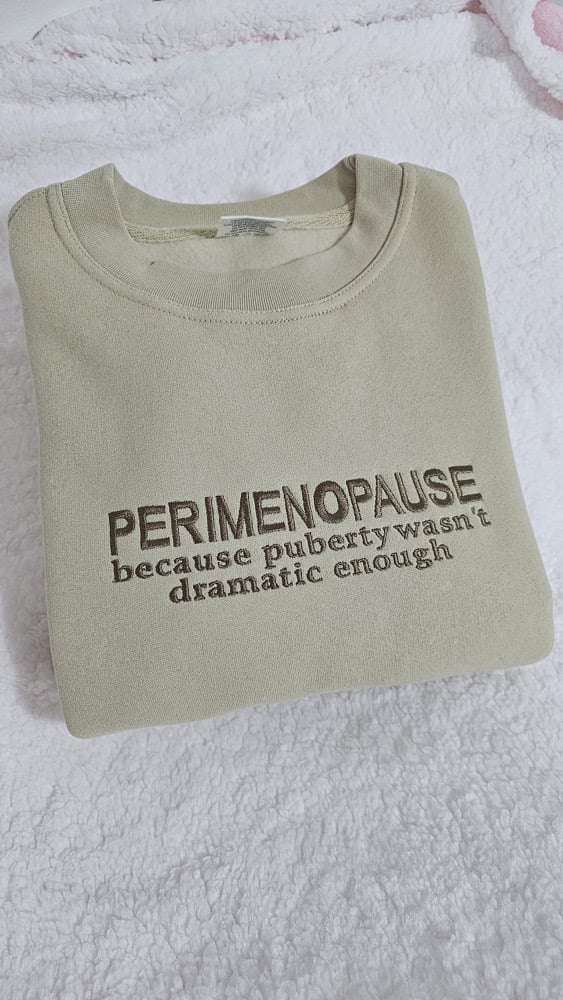 PERIMENOPAUSE
because puberty wasn't
dramatic enough